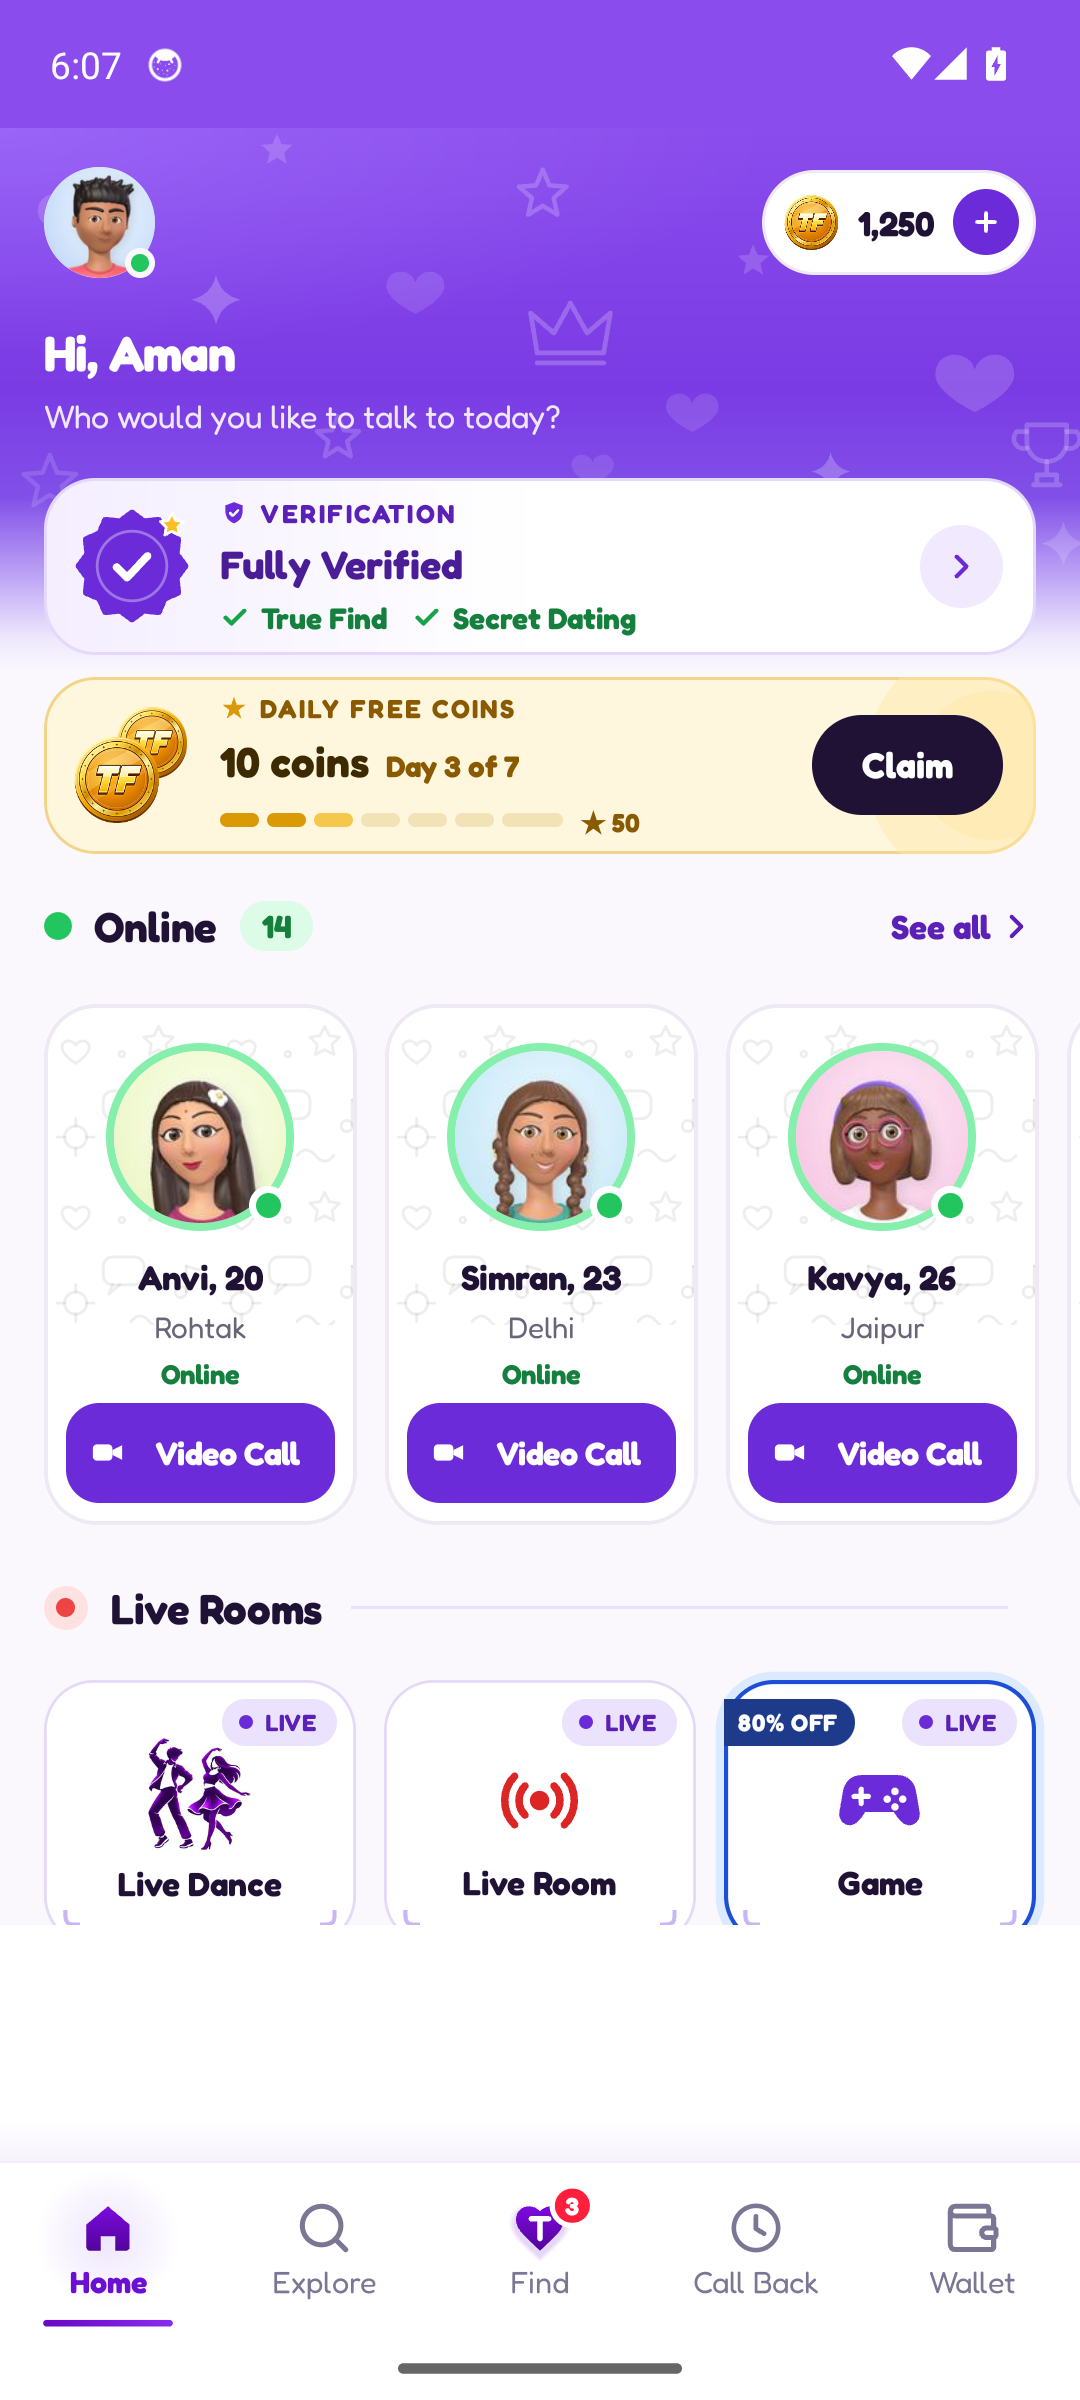 6:07
TF
1,250
Hi, Aman
Who would you like to talk to today?
VERIFICATION
Fully Verified
True Find
Secret Dating
TF
TF
DAILY FREE COINS
10 coins Day 3 of 7
★ 50
Claim
Online 14
See all
Anvi, 20
Rohtak
Online
Video Call
Simran, 23
Delhi
Online
Video Call
Kavya, 26
Jaipur
Online
Video Call
Live Rooms
LIVE
Live Dance
LIVE
Live Room
80% OFF
LIVE
Game
Home
Explore
T
3
Find
Call Back
Wallet